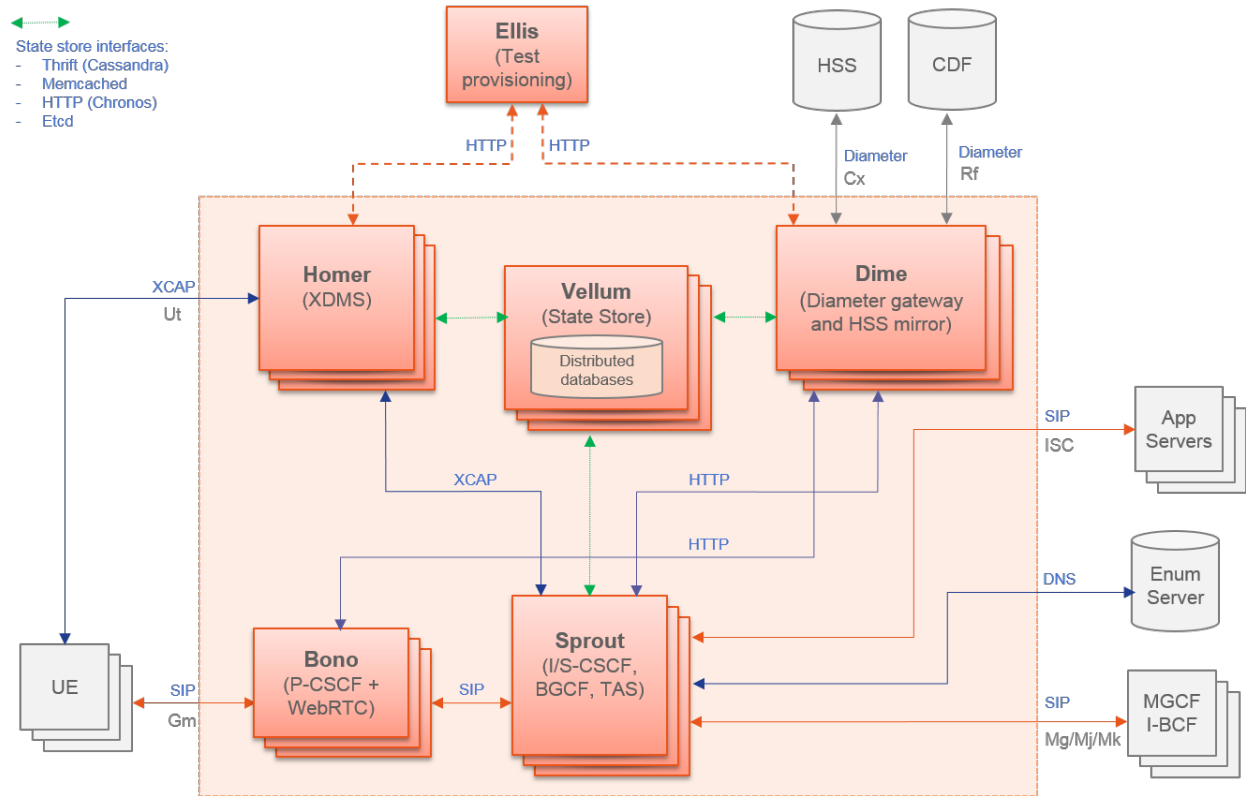 State store interfaces:
- Thrift (Cassandra)
- Memcached
- HTTP (Chronos)
- Etcd
Ellis
(Test
provisioning)
HSS
CDF
HTTP
HTTP
Diameter
Cx
Diameter
Rf
Homer
(XDMS)
Vellum
(State Store)
Distributed
databases
Dime
(Diameter gateway
and HSS mirror)
XCAP
Ut
SIP
ISC
App
Servers
XCAP
HTTP
HTTP
DNS
Enum
Server
UE
SIP
Gm
Bono
(P-CSCF +
WebRTC)
SIP
Sprout
(I/S-CSCF,
BGCF, TAS)
SIP
Mg/Mj/Mk
MGCF
I-BCF